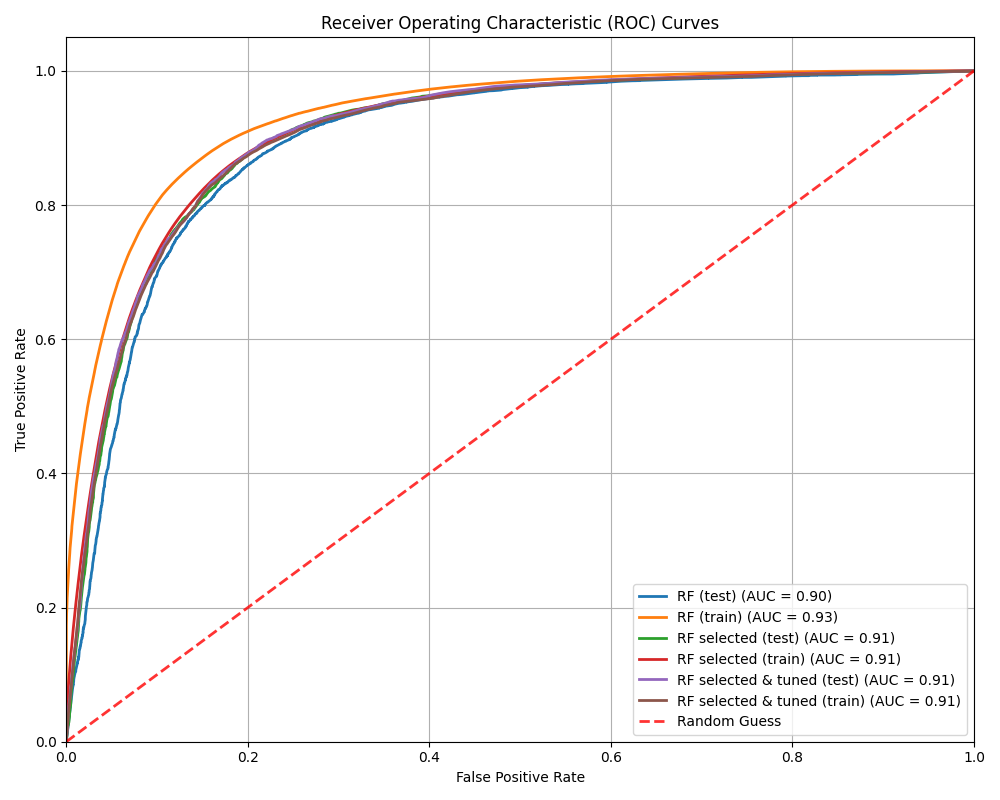 Receiver Operating Characteristic (ROC) Curves
True Positive Rate
1.0
0.8
0.6
0.4
0.2
0.0
0.0 0.2 0.4 0.6 0.8 1.0
False Positive Rate
RF (test) (AUC = 0.90)
RF (train) (AUC = 0.93)
RF selected (test) (AUC = 0.91)
RF selected (train) (AUC = 0.91)
RF selected & tuned (test) (AUC = 0.91)
RF selected & tuned (train) (AUC = 0.91)
Random Guess